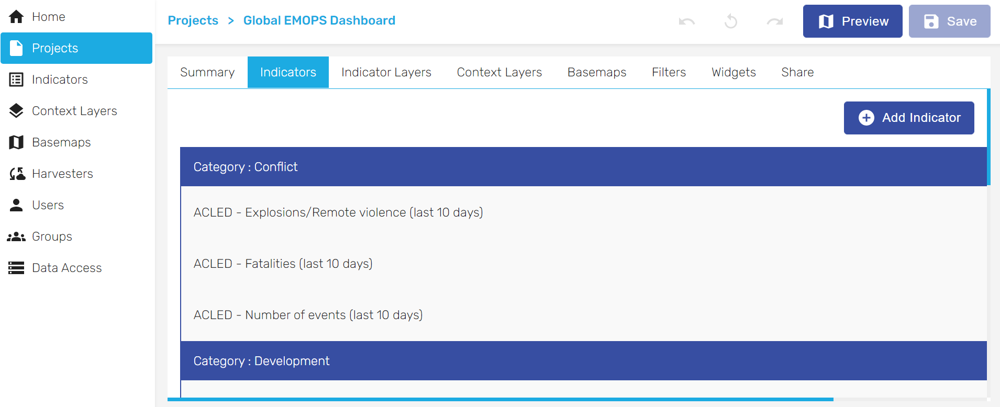 Home
Projects
Indicators
Context Layers
Basemaps
Harvesters
Users
Groups
Data Access
Projects > Global EMOPS Dashboard
Preview
Save
Summary
Indicators
Indicator Layers
Context Layers
Basemaps
Filters
Widgets
Share
Add Indicator
Category : Conflict
ACLED - Explosions/Remote violence (last 10 days)
ACLED - Fatalities (last 10 days)
ACLED - Number of events (last 10 days)
Category : Development